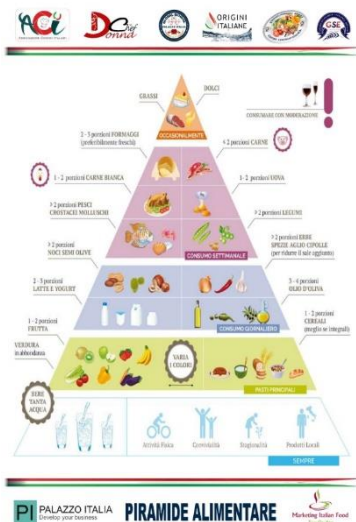 ACi
Donna
Chef
ORIGINI
ITALIANE
GSE
GRASSI
DOLCI
OCCASIONALMENTE
CONSUMARE CON MODERAZIONE
2 - 3 porzioni FORMAGGI
(preferibilmente freschi)
≤ 2 porzioni CARNE
1 - 2 porzioni CARNE BIANCA
1 - 2 porzioni UOVA
≥ 2 porzioni PESCI
CROSTACEI MOLLUSCHI
≥ 2 porzioni LEGUMI
CONSUMO SETTIMANALE
≥ 2 porzioni
NOCI SEMI OLIVE
≥ 2 porzioni ERBE
SPEZIE AGLIO CIPOLLE
(per ridurre il sale aggiunto)
2 - 3 porzioni
LATTE E YOGURT
3 - 4 porzioni
OLIO D'OLIVA
CONSUMO GIORNALIERO
1 - 2 porzioni
FRUTTA
1 - 2 porzioni
CEREALI
(meglio se integrali)
VERDURA
in abbondanza
VARIA
I COLORI
PASTI PRINCIPALI
BERE
TANTA
ACQUA
Attività Fisica
Convivialità
Stagionalità
Prodotti Locali
SEMPRE
PI PALAZZO ITALIA
Develop your business
PIRAMIDE ALIMENTARE
Marketing Italian Food